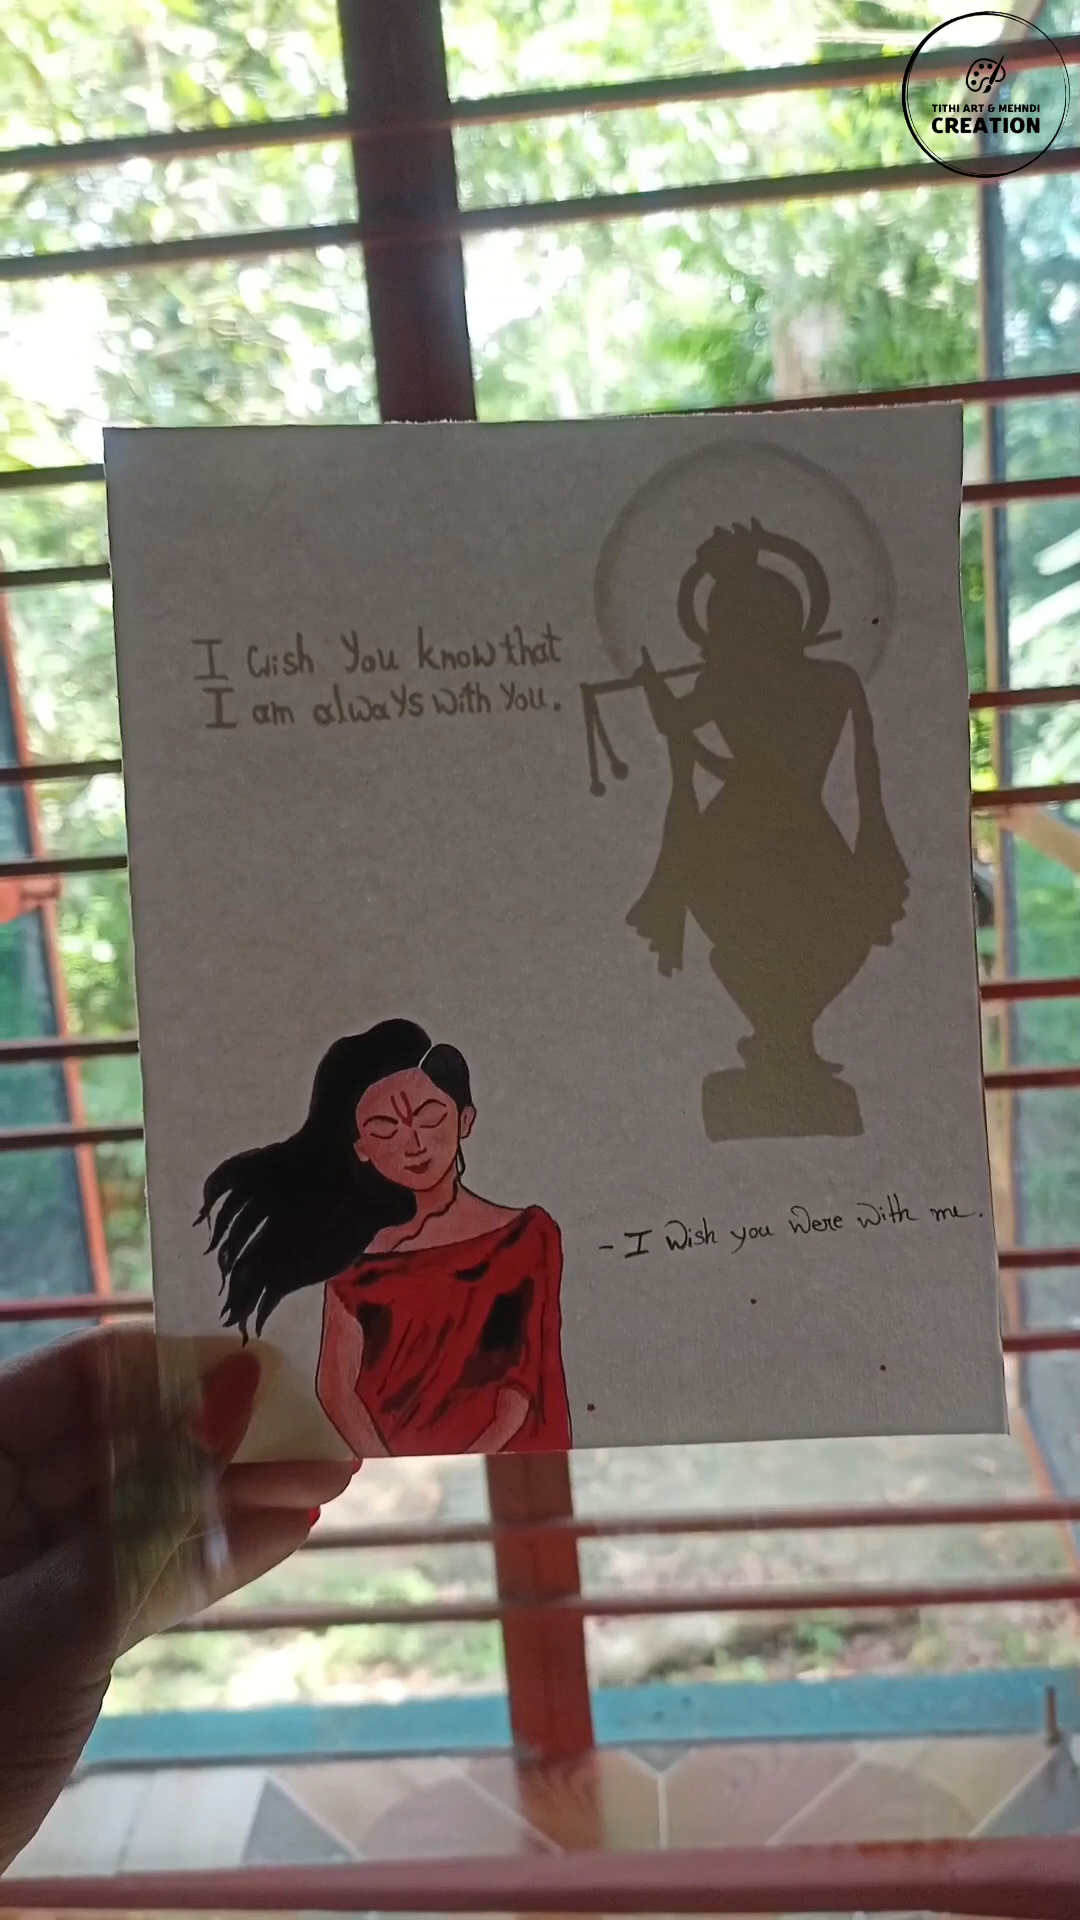 TITHI ART & MEHNDI
CREATION
I wish you know that
I am always with you.
- I wish you were with me.